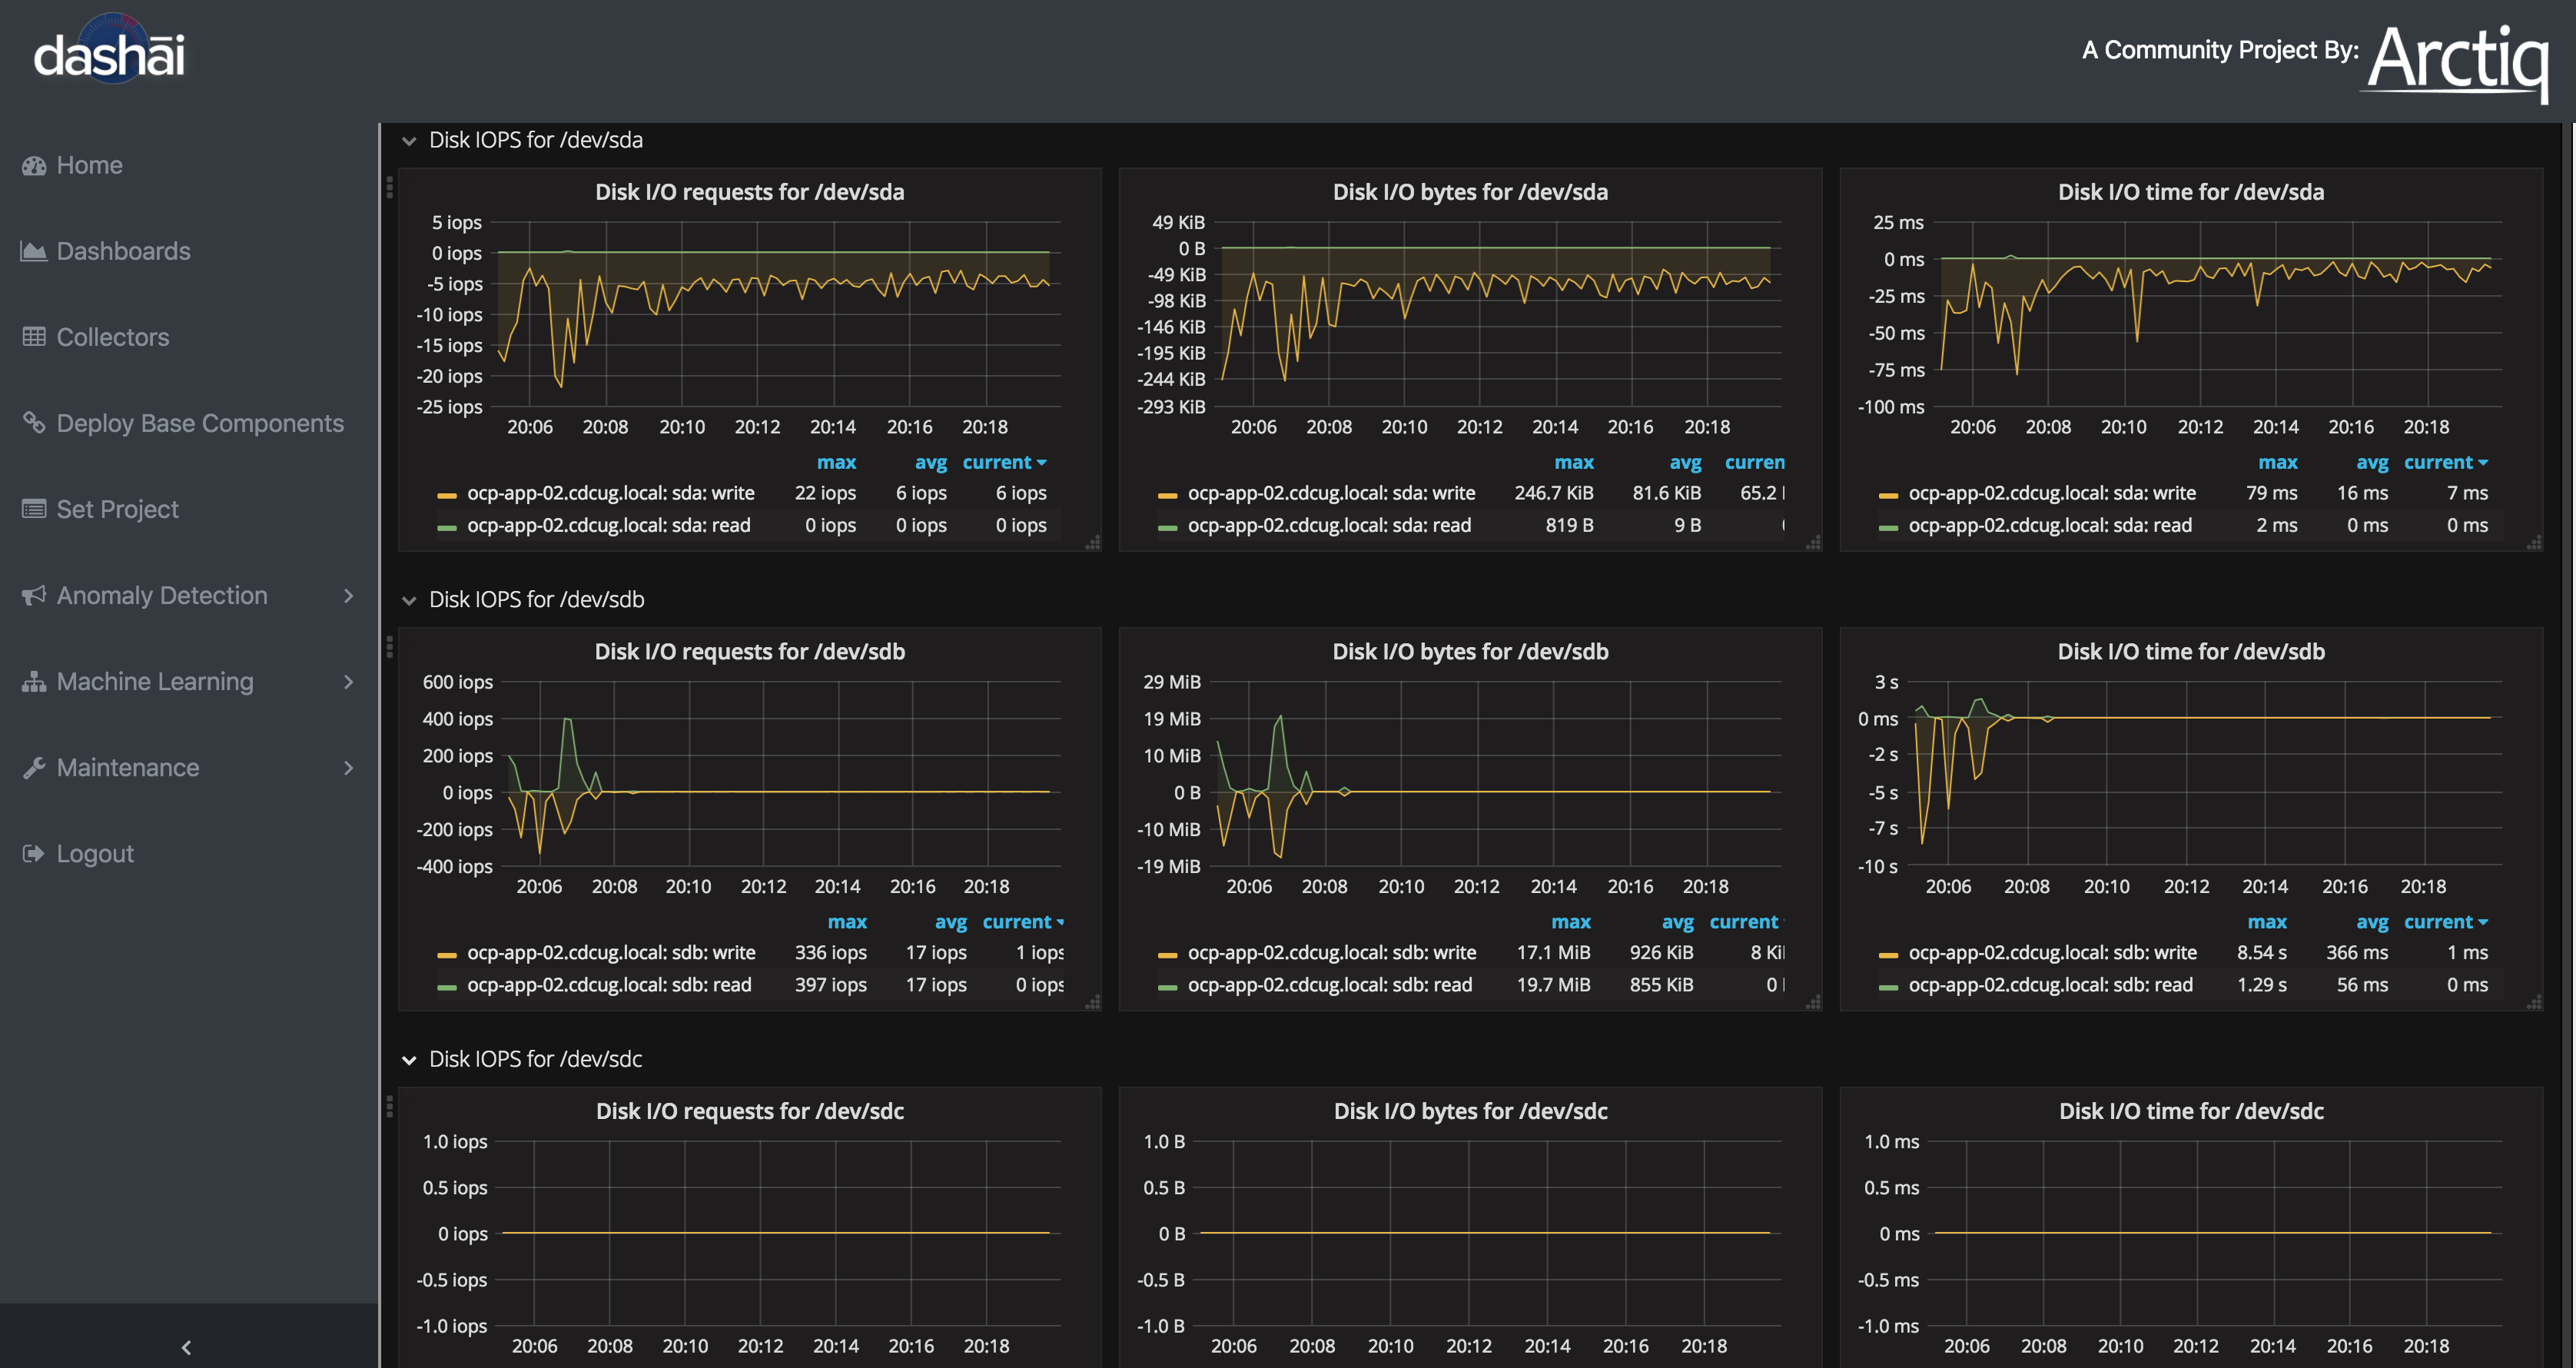 dashāi
A Community Project By: Arctiq
Home
Dashboards
Collectors
Deploy Base Components
Set Project
Anomaly Detection
Machine Learning
Maintenance
Logout
Disk IOPS for /dev/sda
Disk I/O requests for /dev/sda
5 iops
0 iops
-5 iops
-10 iops
-15 iops
-20 iops
-25 iops
20:06 20:08 20:10 20:12 20:14 20:16 20:18
max avg current
ocp-app-02.cdcug.local: sda: write 22 iops 6 iops 6 iops
ocp-app-02.cdcug.local: sda: read 0 iops 0 iops 0 iops
Disk I/O bytes for /dev/sda
49 KiB
0 B
-49 KiB
-98 KiB
-146 KiB
-195 KiB
-244 KiB
-293 KiB
20:06 20:08 20:10 20:12 20:14 20:16 20:18
max avg curren
ocp-app-02.cdcug.local: sda: write 246.7 KiB 81.6 KiB 65.2
ocp-app-02.cdcug.local: sda: read 819 B 9 B
Disk I/O time for /dev/sda
25 ms
0 ms
-25 ms
-50 ms
-75 ms
-100 ms
20:06 20:08 20:10 20:12 20:14 20:16 20:18
max avg current
ocp-app-02.cdcug.local: sda: write 79 ms 16 ms 7 ms
ocp-app-02.cdcug.local: sda: read 2 ms 0 ms 0 ms
Disk IOPS for /dev/sdb
Disk I/O requests for /dev/sdb
600 iops
400 iops
200 iops
0 iops
-200 iops
-400 iops
20:06 20:08 20:10 20:12 20:14 20:16 20:18
max avg current
ocp-app-02.cdcug.local: sdb: write 336 iops 17 iops 1 iops
ocp-app-02.cdcug.local: sdb: read 397 iops 17 iops 0 iops
Disk I/O bytes for /dev/sdb
29 MiB
19 MiB
10 MiB
0 B
-10 MiB
-19 MiB
20:06 20:08 20:10 20:12 20:14 20:16 20:18
max avg current
ocp-app-02.cdcug.local: sdb: write 17.1 MiB 926 KiB 8 Ki
ocp-app-02.cdcug.local: sdb: read 19.7 MiB 855 KiB 0
Disk I/O time for /dev/sdb
3 s
0 ms
-2 s
-5 s
-7 s
-10 s
20:06 20:08 20:10 20:12 20:14 20:16 20:18
max avg current
ocp-app-02.cdcug.local: sdb: write 8.54 s 366 ms 1 ms
ocp-app-02.cdcug.local: sdb: read 1.29 s 56 ms 0 ms
Disk IOPS for /dev/sdc
Disk I/O requests for /dev/sdc
1.0 iops
0.5 iops
0 iops
-0.5 iops
-1.0 iops
20:06 20:08 20:10 20:12 20:14 20:16 20:18
Disk I/O bytes for /dev/sdc
1.0 B
0.5 B
0 B
-0.5 B
-1.0 B
20:06 20:08 20:10 20:12 20:14 20:16 20:18
Disk I/O time for /dev/sdc
1.0 ms
0.5 ms
0 ms
-0.5 ms
-1.0 ms
20:06 20:08 20:10 20:12 20:14 20:16 20:18